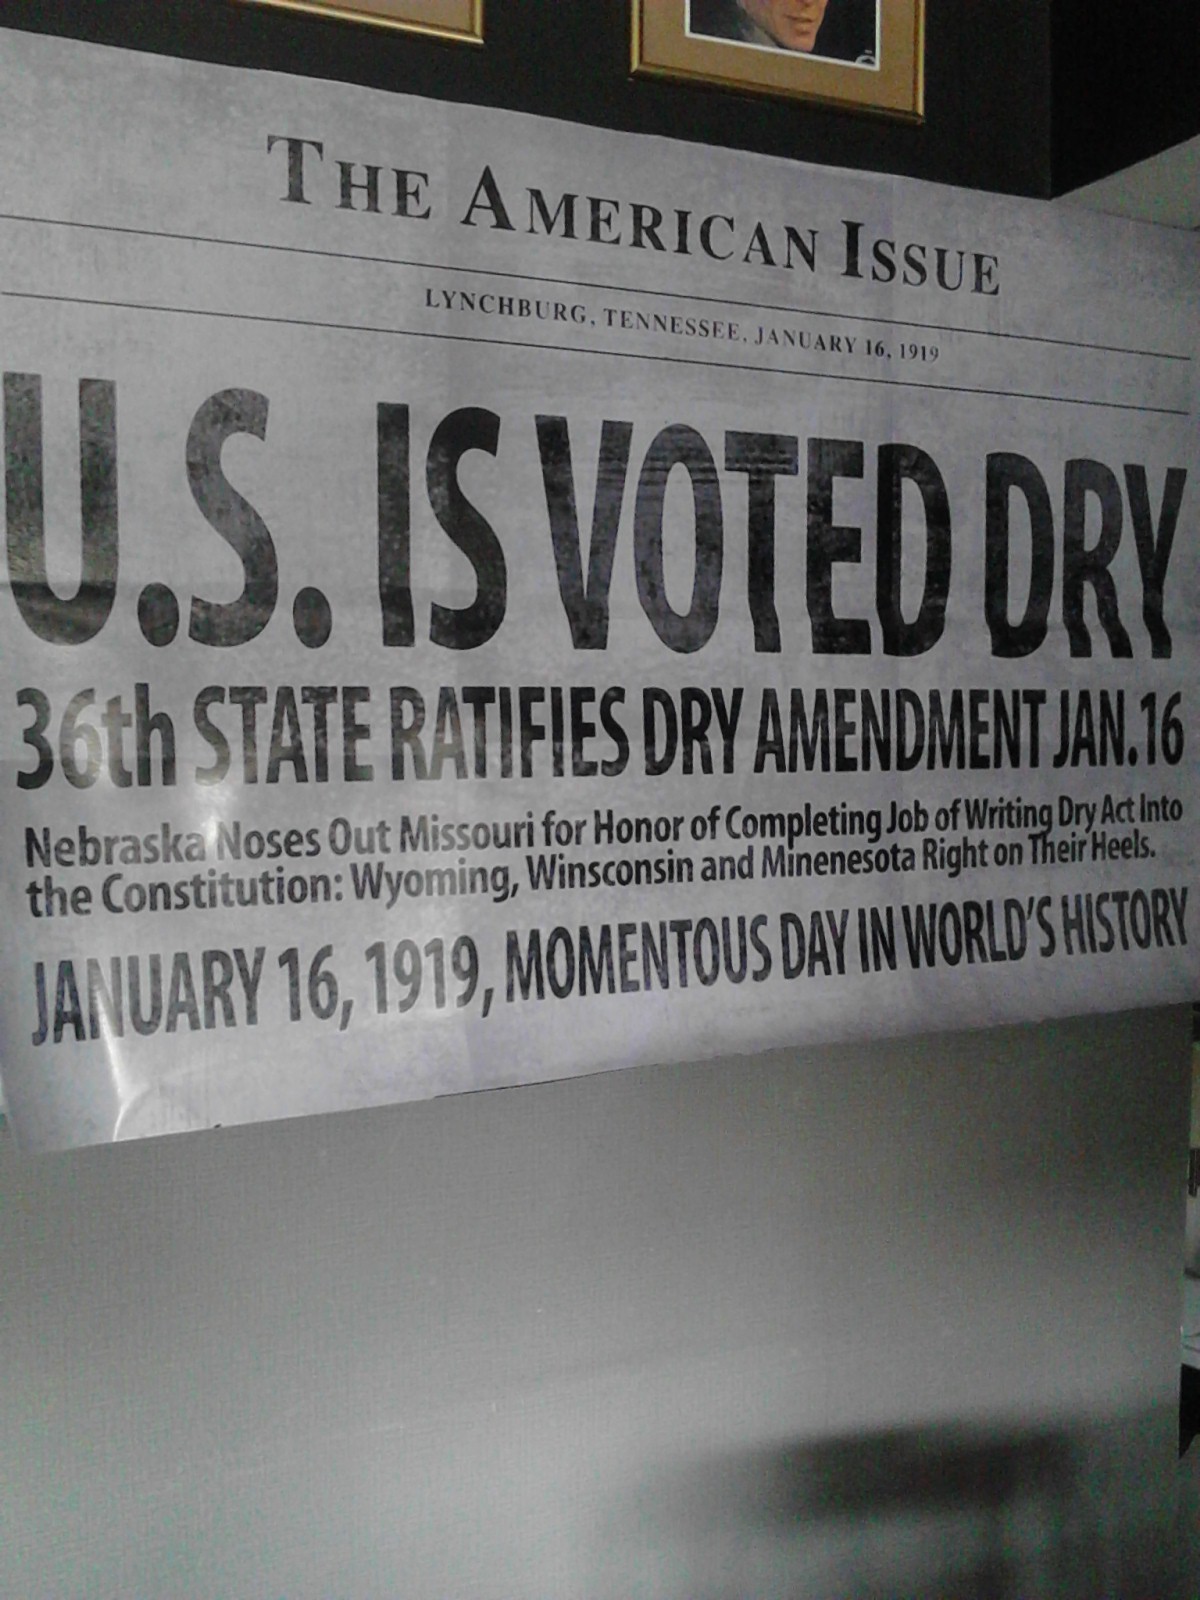 THE AMERICAN ISSUE
LYNCHBURG, TENNESSEE, JANUARY 16, 1919
U.S. IS VOTED DRY
36th STATE RATIFIES DRY AMENDMENT JAN.16
Nebraska Noses Out Missouri for Honor of Completing Job of Writing Dry Act Into
the Constitution: Wyoming, Winsconsin and Minenesota Right on Their Heels.
JANUARY 16, 1919, MOMENTOUS DAY IN WORLD'S HISTORY